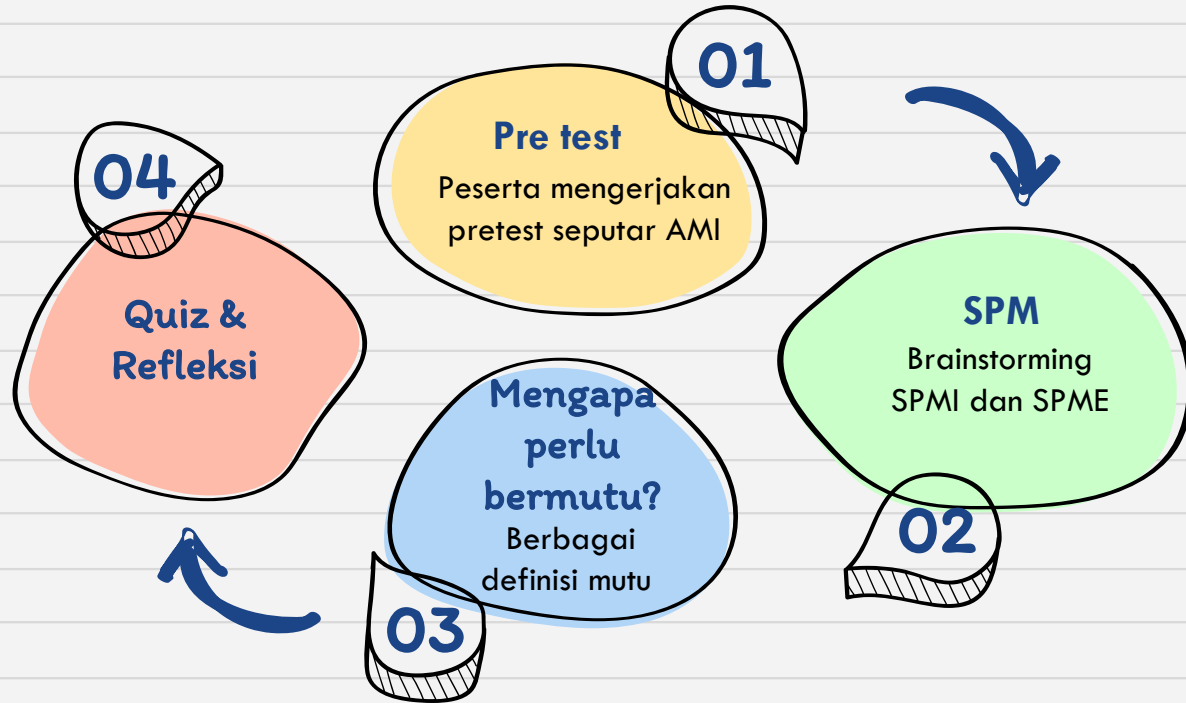 01
Pre test
Peserta mengerjakan
pretest seputar AMI
02
SPM
Brainstorming
SPMI dan SPME
03
Mengapa
perlu
bermutu?
Berbagai
definisi mutu
04
Quiz &
Refleksi